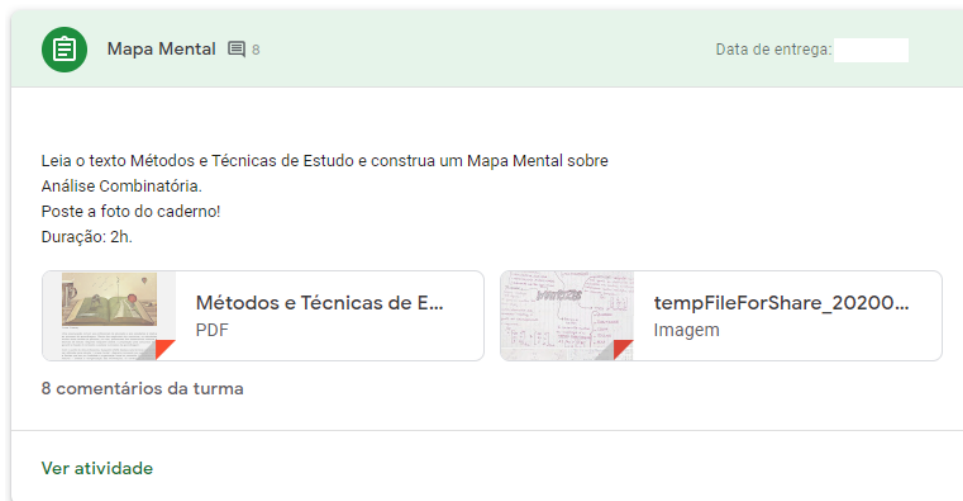 Mapa Mental 8
Data de entrega:
Leia o texto Métodos e Técnicas de Estudo e construa um Mapa Mental sobre
Análise Combinatória.
Poste a foto do caderno!
Duração: 2h.
Métodos e Técnicas de E...
PDF
tempFileForShare_20200...
Imagem
8 comentários da turma
Ver atividade